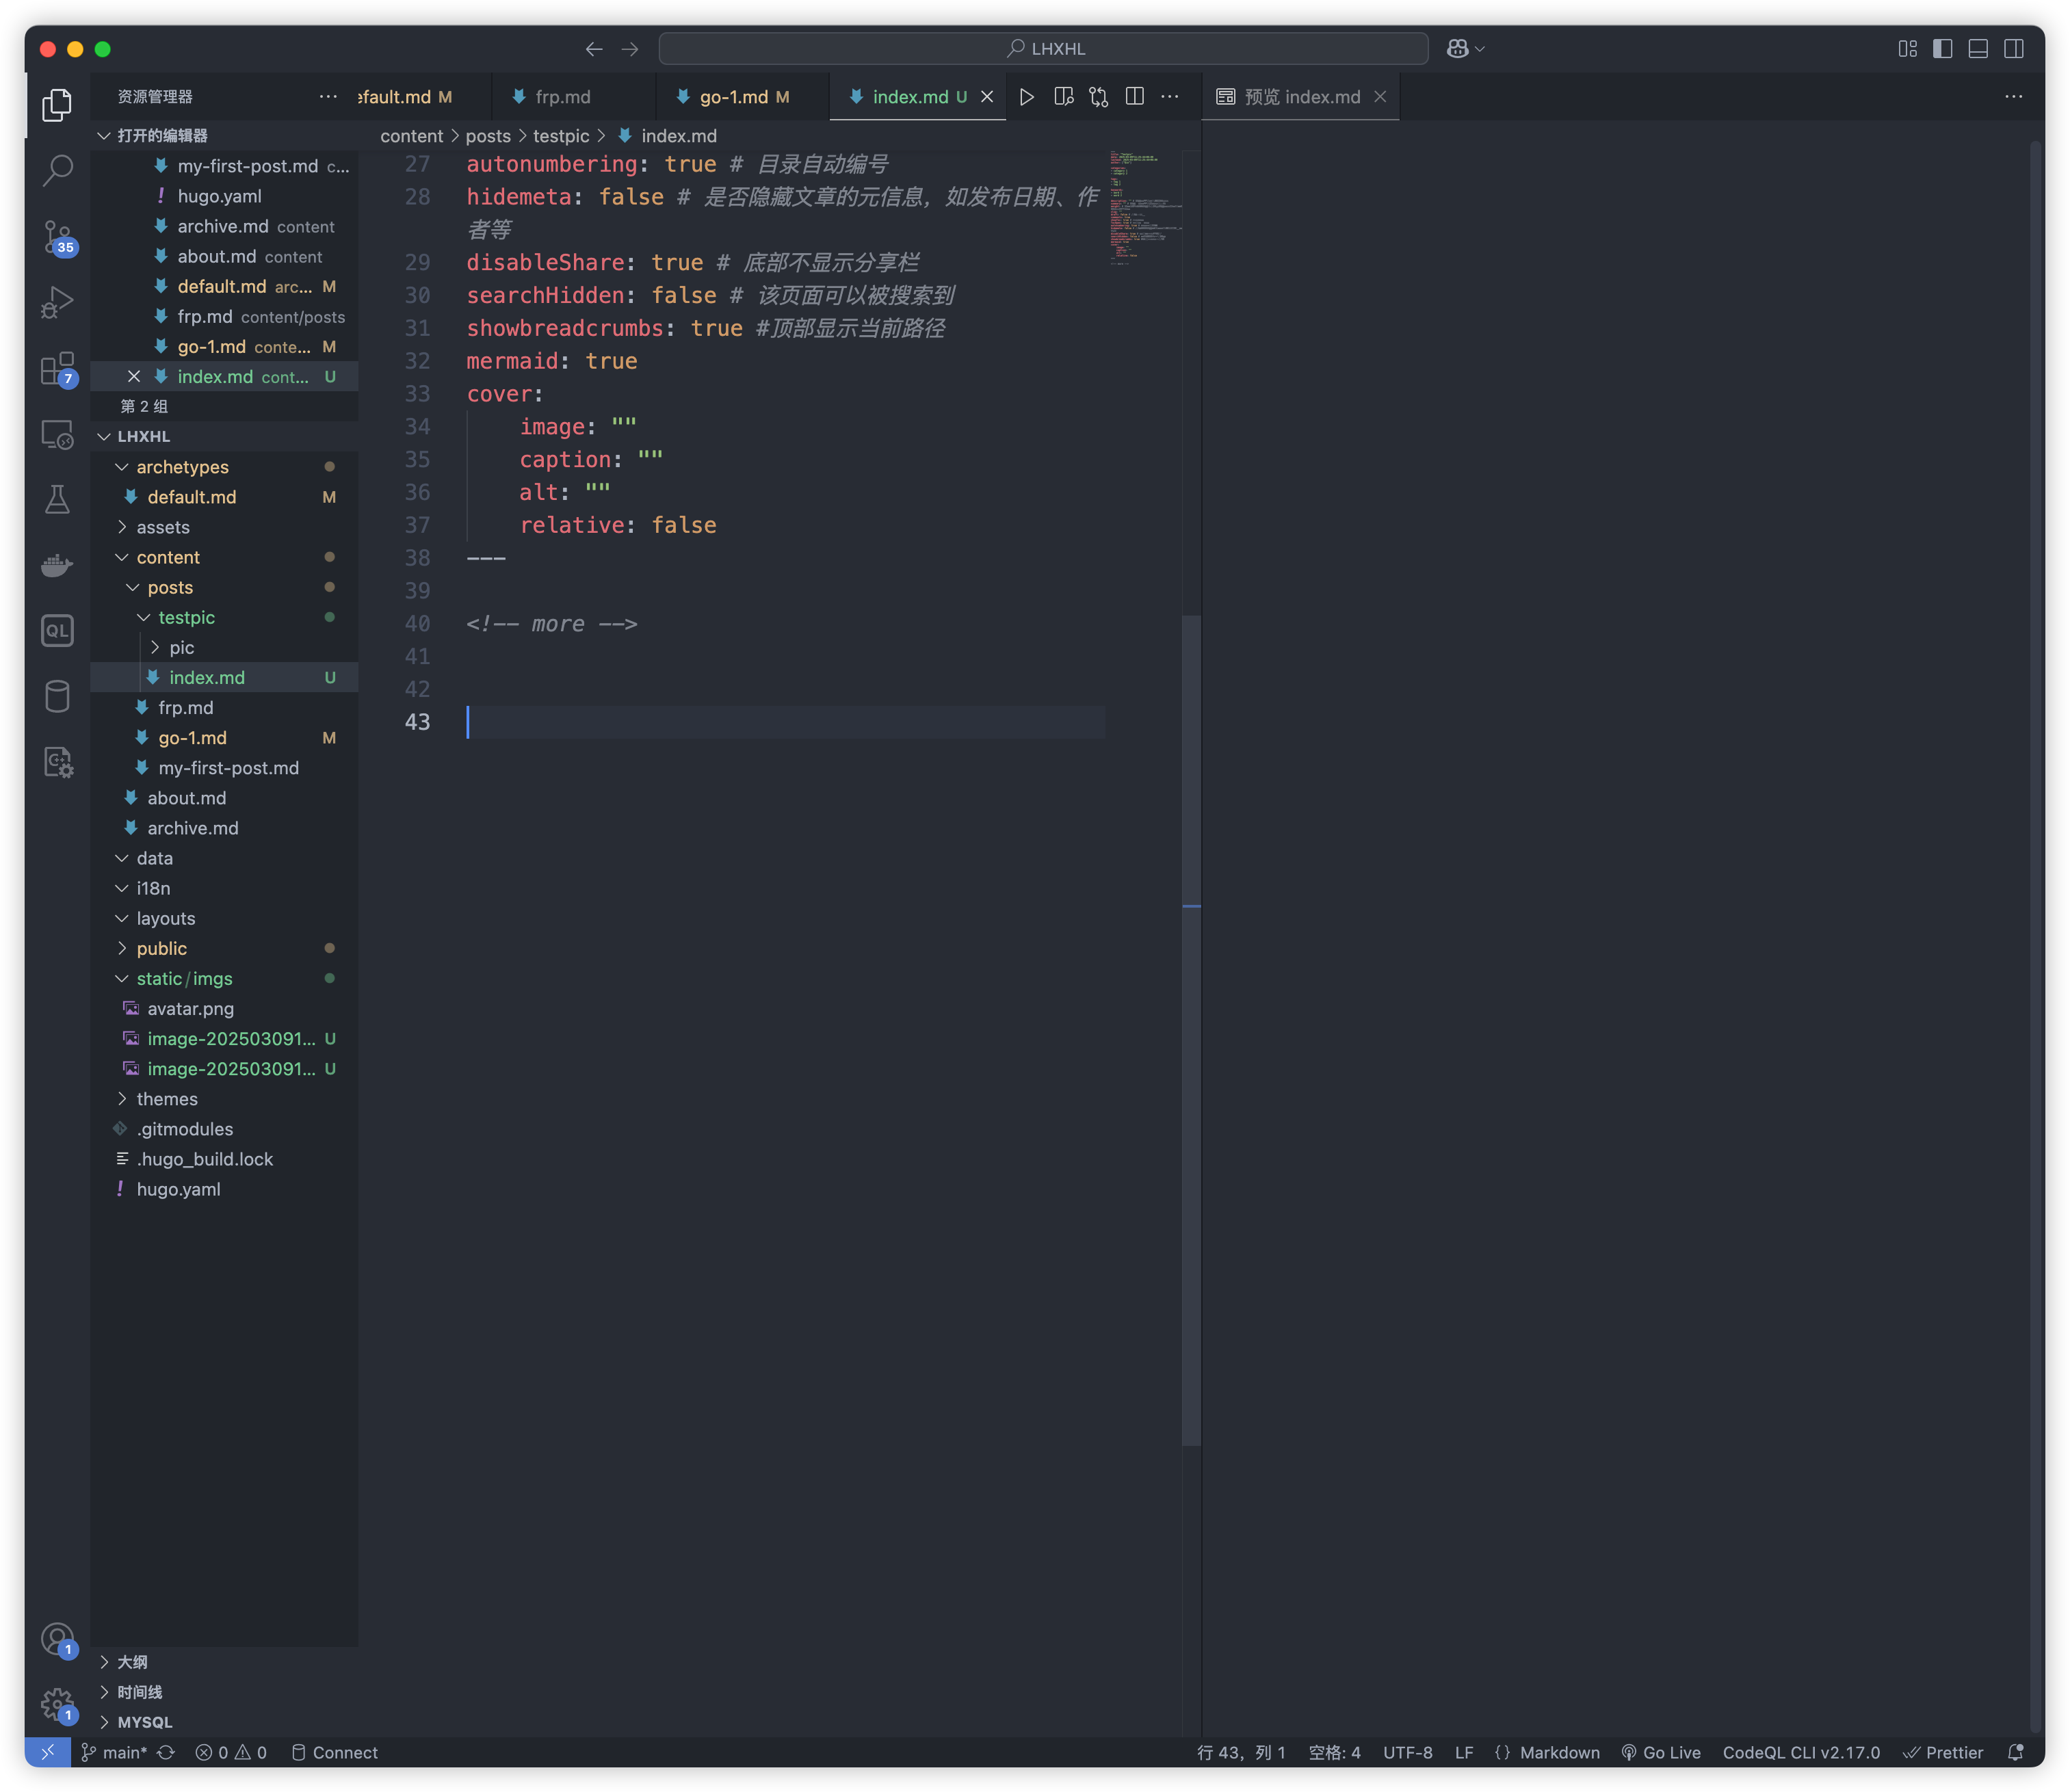 LHXHL
资源管理器
efault.md M
frp.md
go-1.md M
index.md U
预览 index.md
打开的编辑器
content > posts > testpic > index.md
my-first-post.md c...
hugo.yaml
archive.md content
about.md content
default.md arc... M
frp.md content/posts
go-1.md conte... M
index.md cont... U
第 2 组
LHXHL
archetypes
default.md M
assets
content
posts
testpic
pic
index.md U
frp.md
go-1.md M
my-first-post.md
about.md
archive.md
data
i18n
layouts
public
static/imgs
avatar.png
image-202503091... U
image-202503091... U
themes
.gitmodules
.hugo_build.lock
hugo.yaml
大纲
时间线
MYSQL
35
7
QL
C++
1
1
27 autonumbering: true # 目录自动编号
28 hidemeta: false # 是否隐藏文章的元信息，如发布日期、作
者等
29 disableShare: true # 底部不显示分享栏
30 searchHidden: false # 该页面可以被搜索到
31 showbreadcrumbs: true #顶部显示当前路径
32 mermaid: true
33 cover:
34 image: ""
35 caption: ""
36 alt: ""
37 relative: false
38 ---
39
40 <!-- more -->
41
42
43
main* 0 0 Connect
行 43，列 1 空格: 4 UTF-8 LF {} Markdown Go Live CodeQL CLI v2.17.0 Prettier